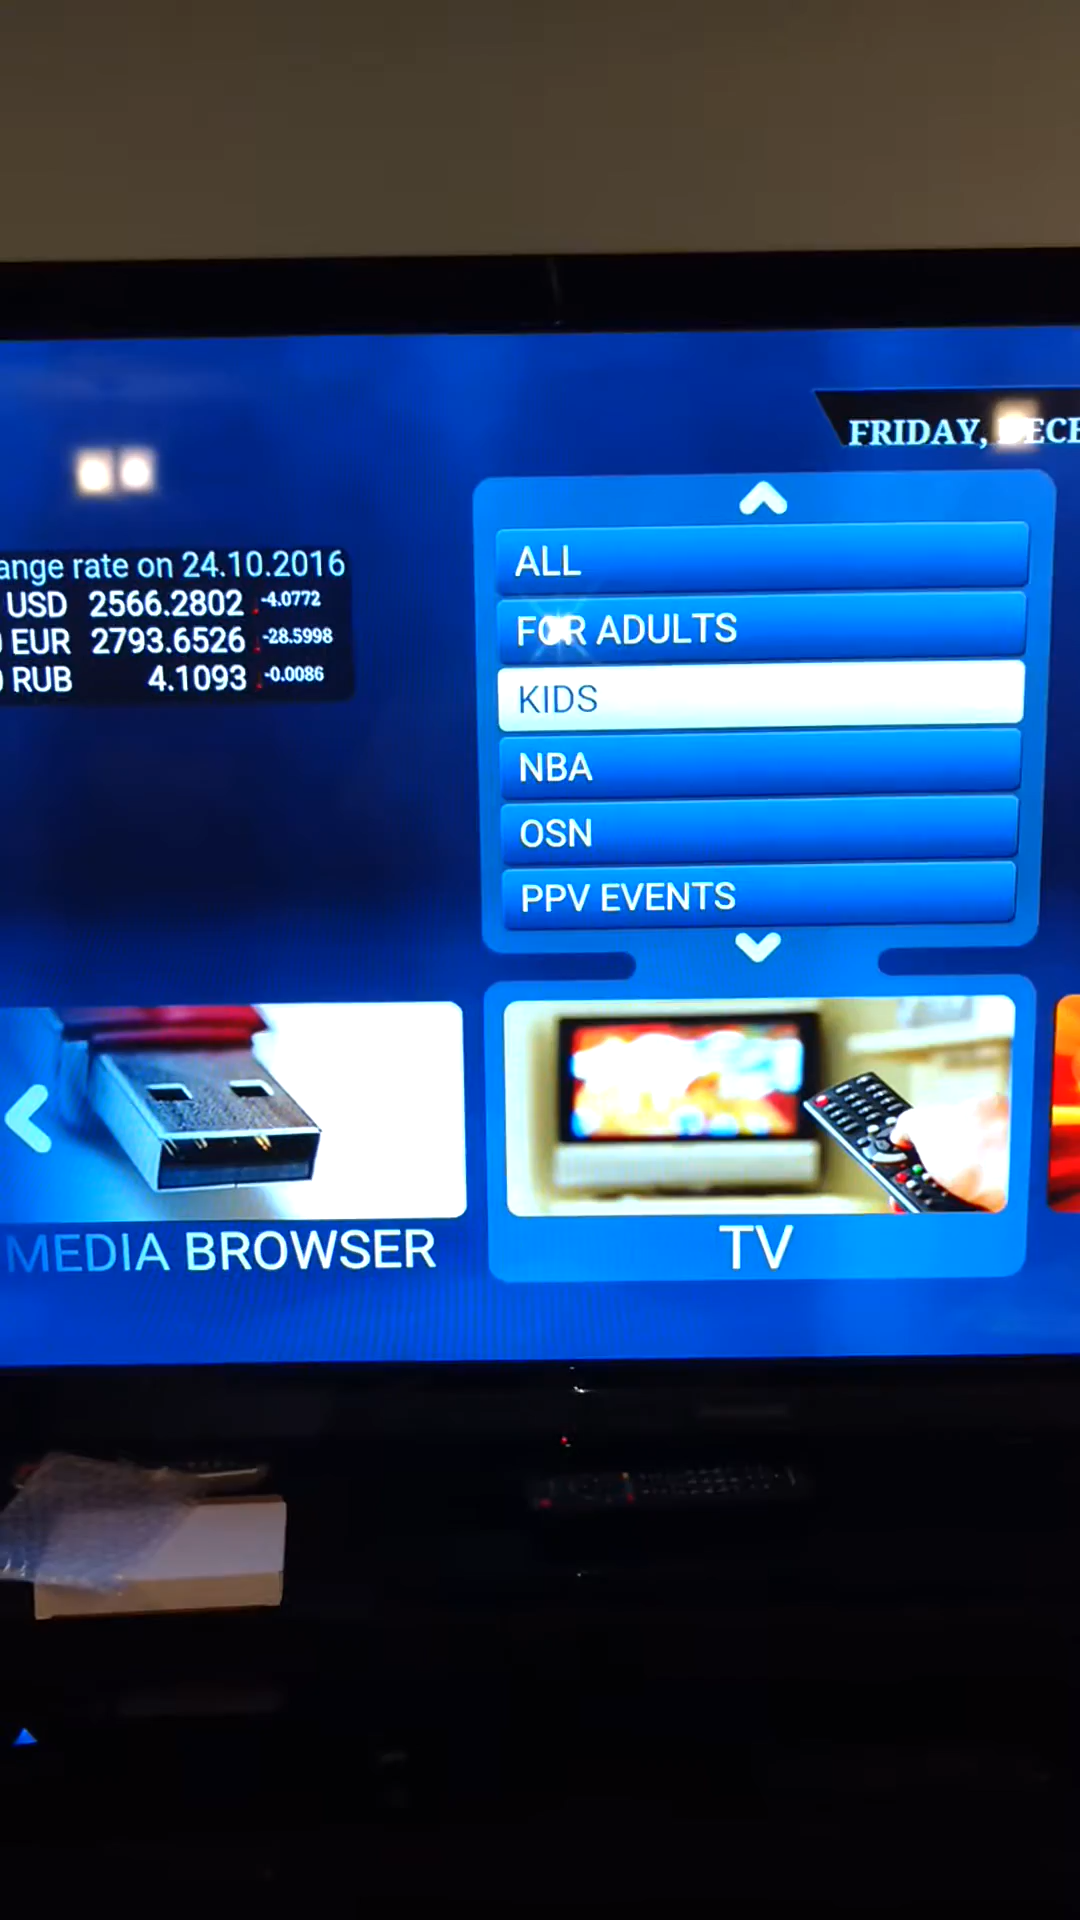 FRIDAY,
ange rate on 24.10.2016
USD 2566.2802 -4.0772
EUR 2793.6526 -28.5998
RUB 4.1093 -0.0086
ALL
FOR ADULTS
KIDS
NBA
OSN
PPV EVENTS
MEDIA BROWSER
TV